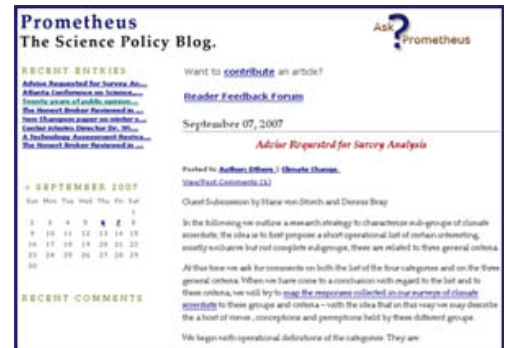 Prometheus
The Science Policy Blog.
Ask
?
Prometheus
RECENT ENTRIES
Advise Requested for Survey An...
Atlanta Conference on Science,...
Twenty years of public opinion...
The Honest Broker Reviewed in ...
New Changnon paper on winter s...
Center interim Director Dr. Wi...
A Technology Assessment Reviva...
The Honest Broker Reviewed in ...
« SEPTEMBER 2007
Sun Mon Tue Wed Thu Fri Sat
1
2 3 4 5 6 7 8
9 10 11 12 13 14 15
16 17 18 19 20 21 22
23 24 25 26 27 28 29
30
RECENT COMMENTS
Want to contribute an article?
Reader Feedback Forum
September 07, 2007
Advise Requested for Survey Analysis
Posted to Author: Others | Climate Change
View/Post Comments (1)
Guest Submission by Hans von Storch and Dennis Bray
In the following we outline a research strategy to characterize sub-groups of climate
scientists, the idea is to first propose a short operational list of certain interesting,
mostly exclusive but not complete subgroups; these are related to three general criteria.
At this time we ask for comments on both the list of the four categories and on the three
general criteria. When we have come to a conclusion with regard to the list and to
these criteria, we will try to map the responses collected in our surveys of climate
scientists to these groups and criteria – with the idea that in this way we may describe
the a host of views, conceptions and perceptions held by these different groups.
We begin with operational definitions of the categories. They are: